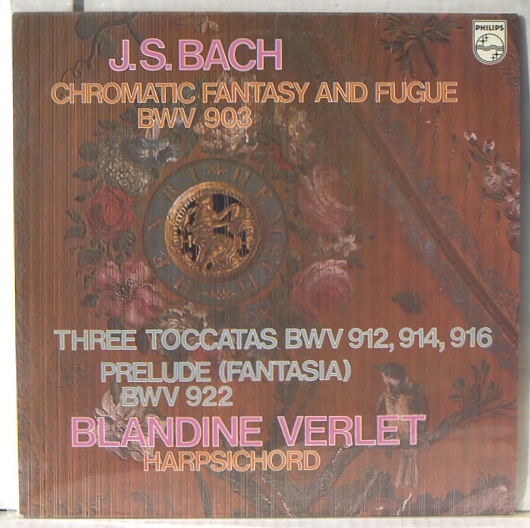 PHILIPS
J.S. BACH
CHROMATIC FANTASY AND FUGUE
BWV 903
THREE TOCCATAS BWV 912, 914, 916
PRELUDE (FANTASIA)
BWV 922
BLANDINE VERLET
HARPSICHORD